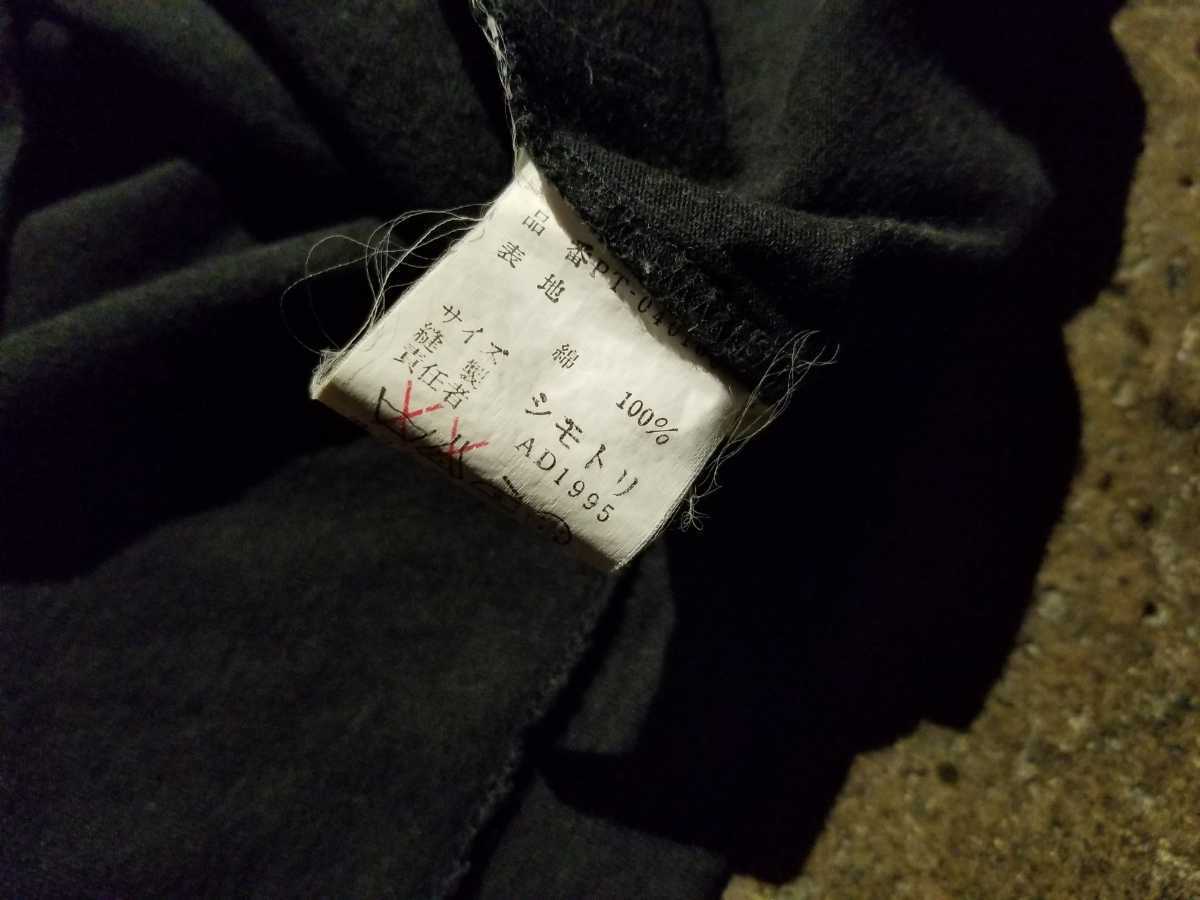 品 番 PT-040
表 地
綿 100%
サイズ
縫 製 シモトリ
責任者 AD1995